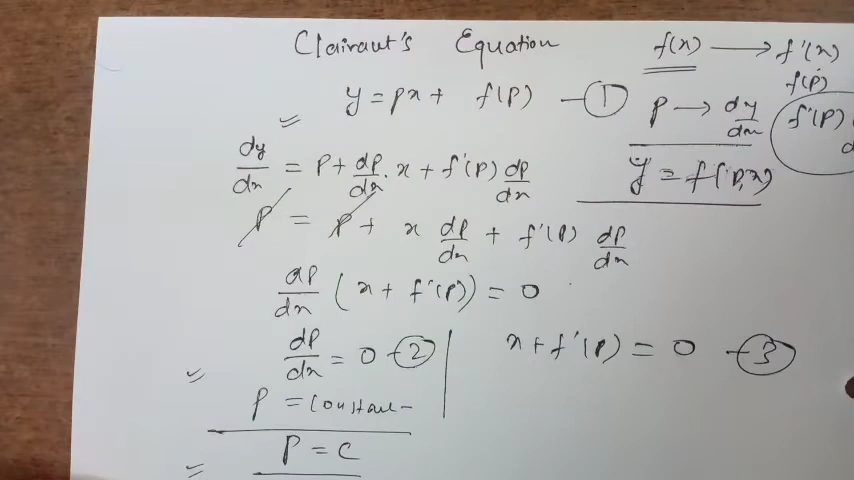 Clairaut's Equation
f(x) → f'(x)
f(p)
y = px + f(p) — ①
p → dy/dx
f'(p)
y = f(p,x)
dy/dx = p + dp/dx . x + f'(p) dp/dx
p = p + x dp/dx + f'(p) dp/dx
dp/dx (x + f'(p)) = 0
dp/dx = 0 — ②
x + f'(p) = 0 — ③
p = constant
p = c